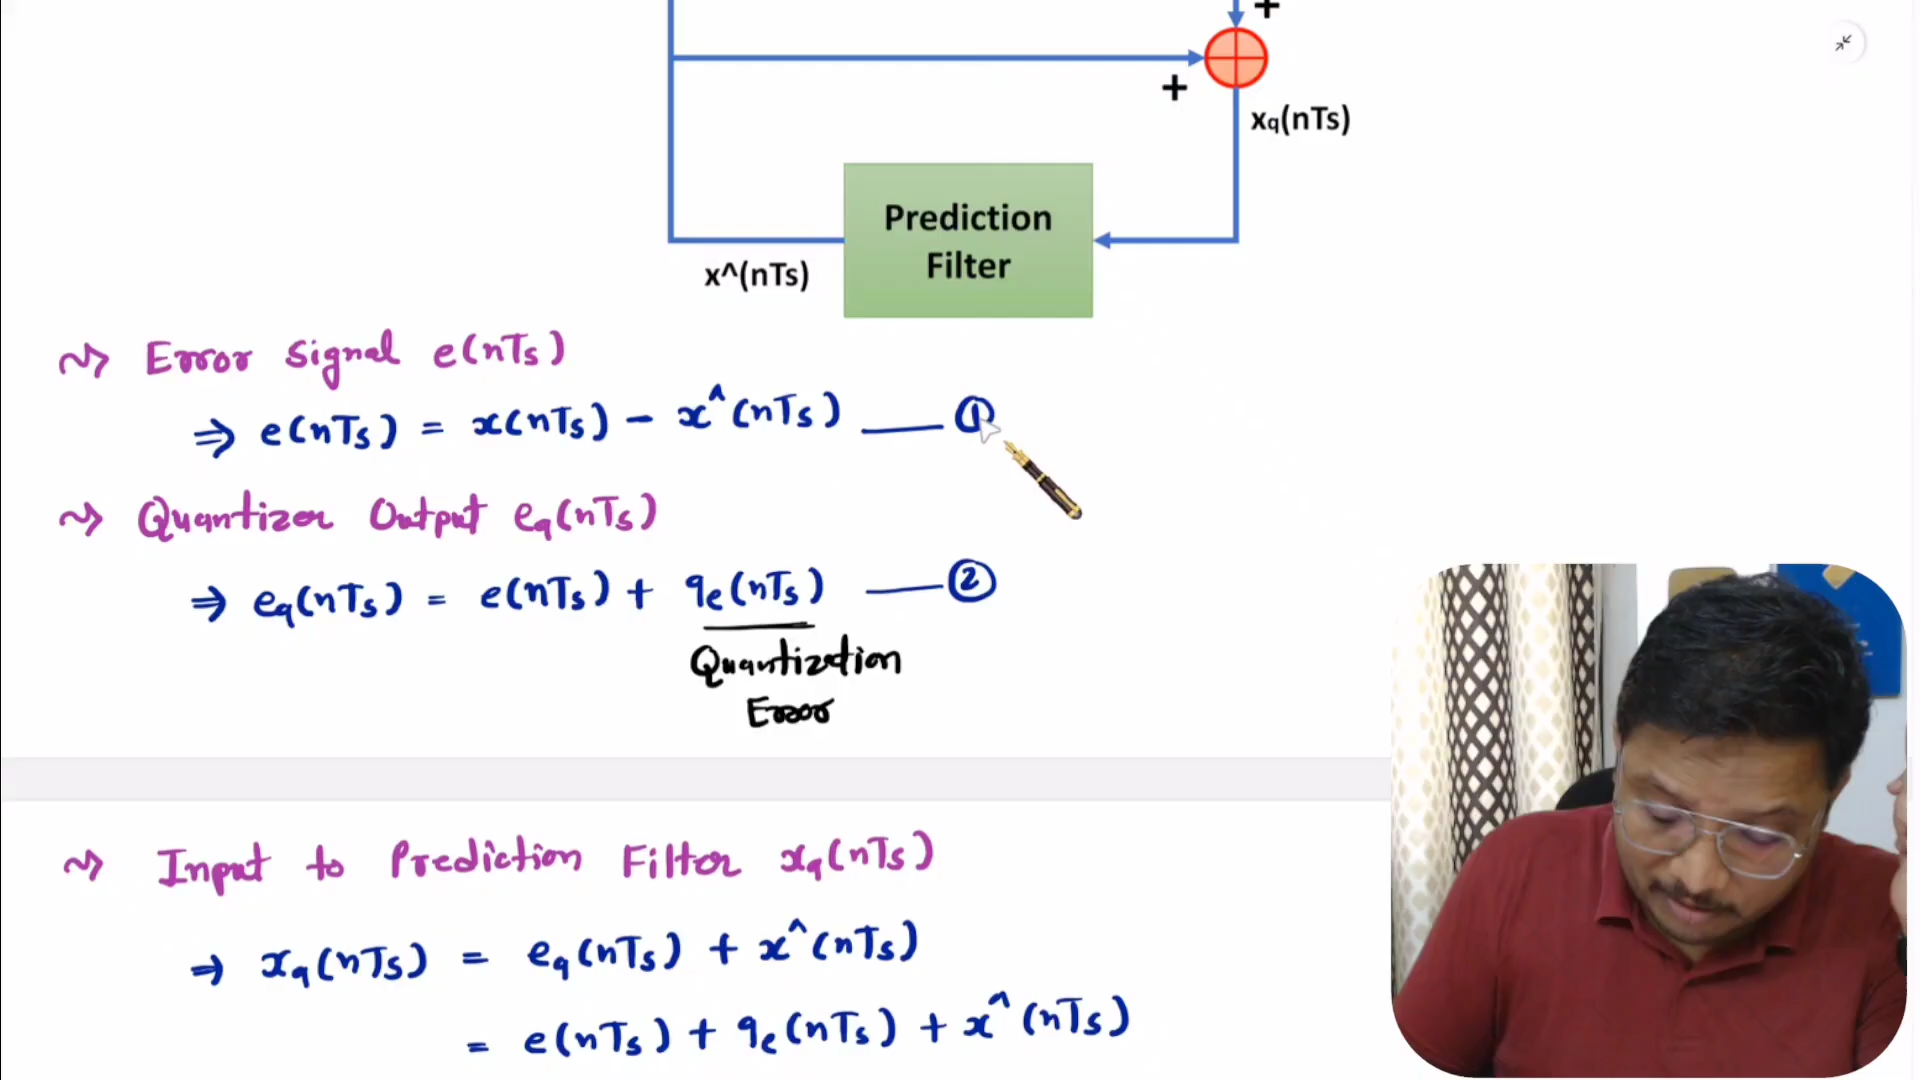 +
+
xq(nTs)
Prediction
Filter
x^(nTs)
~> Error Signal e(nTs)
⇒ e(nTs) = x(nTs) - x^(nTs) —— ①
~> Quantizer Output eq(nTs)
⇒ eq(nTs) = e(nTs) + qe(nTs) —— ②
Quantization
Error
~> Input to Prediction Filter xq(nTs)
⇒ xq(nTs) = eq(nTs) + x^(nTs)
= e(nTs) + qe(nTs) + x^(nTs)